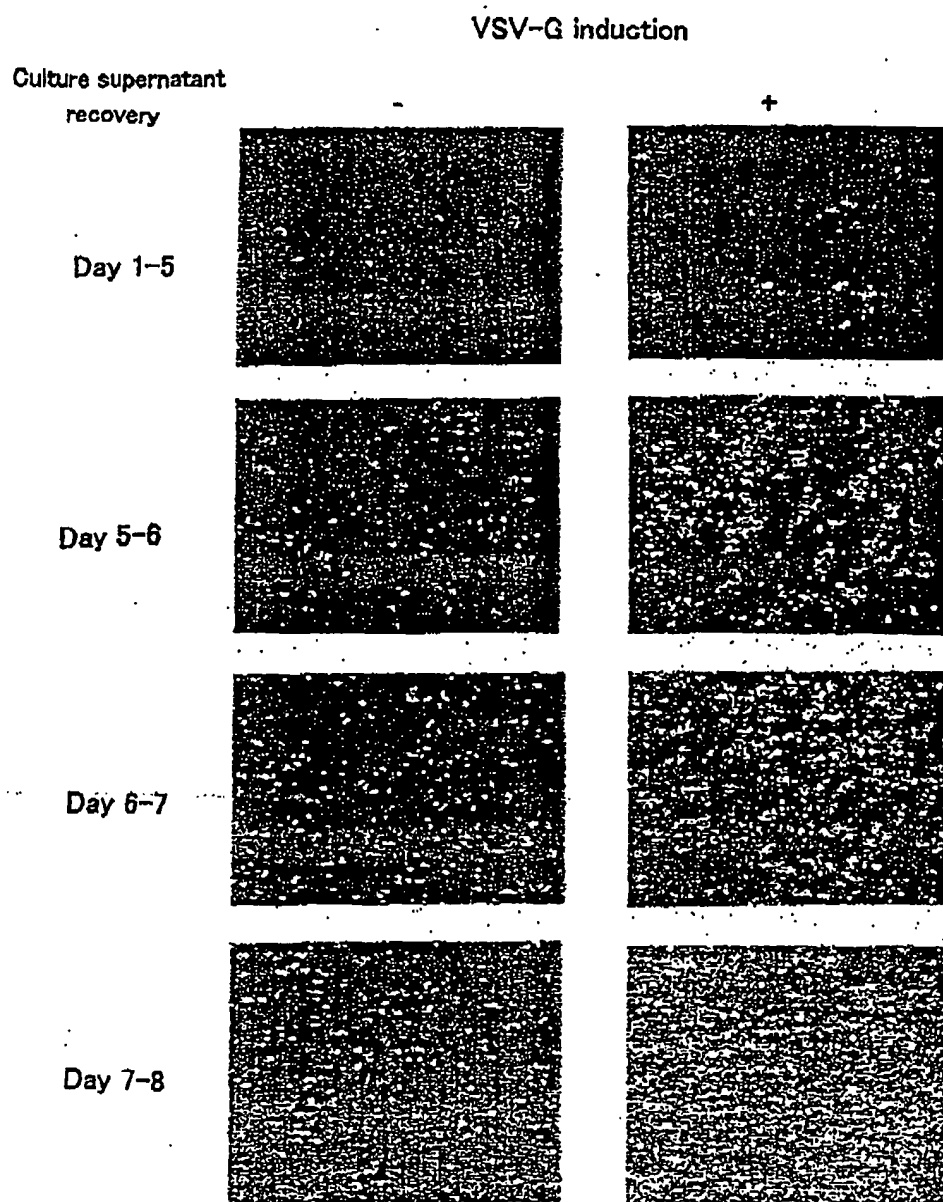 VSV-G induction
Culture supernatant
recovery
- +
Day 1-5
Day 5-6
Day 6-7
Day 7-8